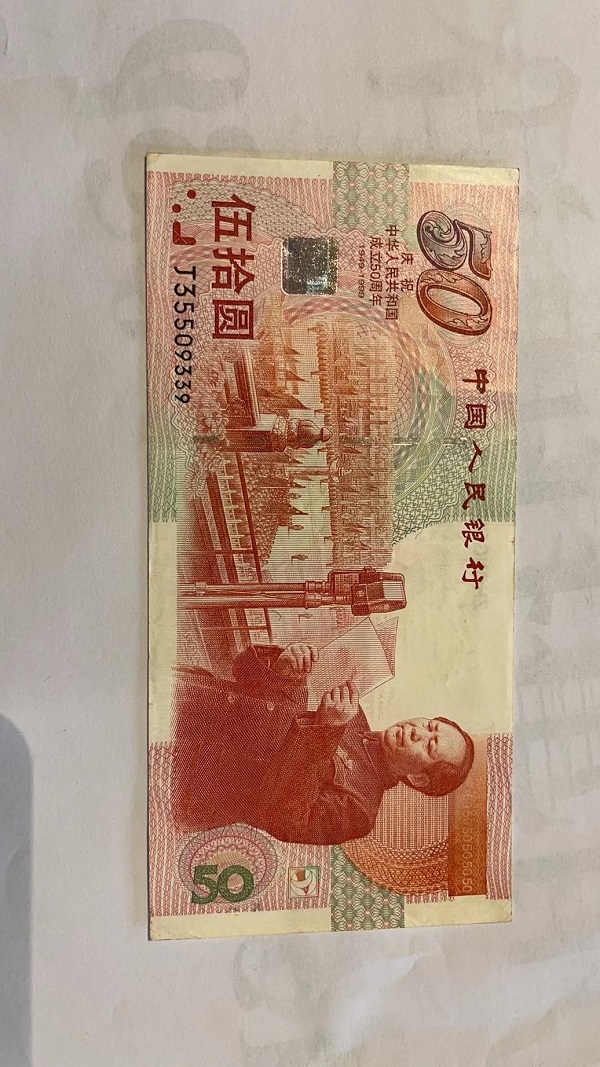 50
庆祝
中华人民共和国
成立50周年
1949-1999
中国人民银行
伍拾圆
J35509339
50